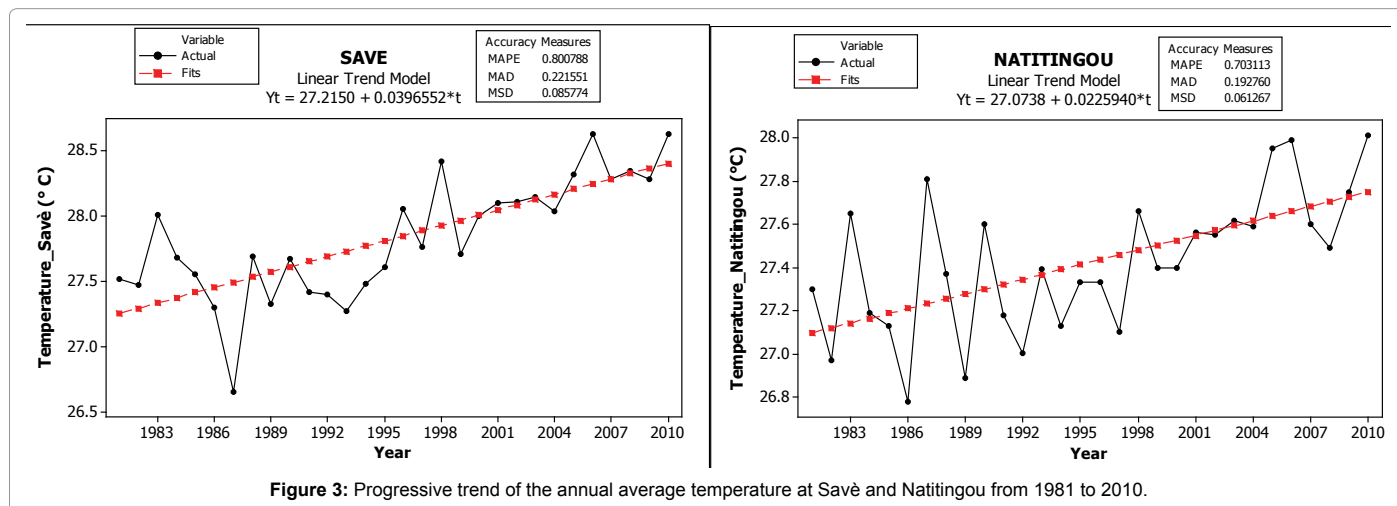 Variable
Actual
Fits
SAVE
Linear Trend Model
Yt = 27.2150 + 0.0396552*t
Accuracy Measures
MAPE 0.800788
MAD 0.221551
MSD 0.085774
Temperature_Savè (° C)
28.5
28.0
27.5
27.0
26.5
1983 1986 1989 1992 1995 1998 2001 2004 2007 2010
Year
Variable
Actual
Fits
NATITINGOU
Linear Trend Model
Yt = 27.0738 + 0.0225940*t
Accuracy Measures
MAPE 0.703113
MAD 0.192760
MSD 0.061267
Temperature_Natitingou (°C)
28.0
27.8
27.6
27.4
27.2
27.0
26.8
1983 1986 1989 1992 1995 1998 2001 2004 2007 2010
Year
Figure 3: Progressive trend of the annual average temperature at Savè and Natitingou from 1981 to 2010.